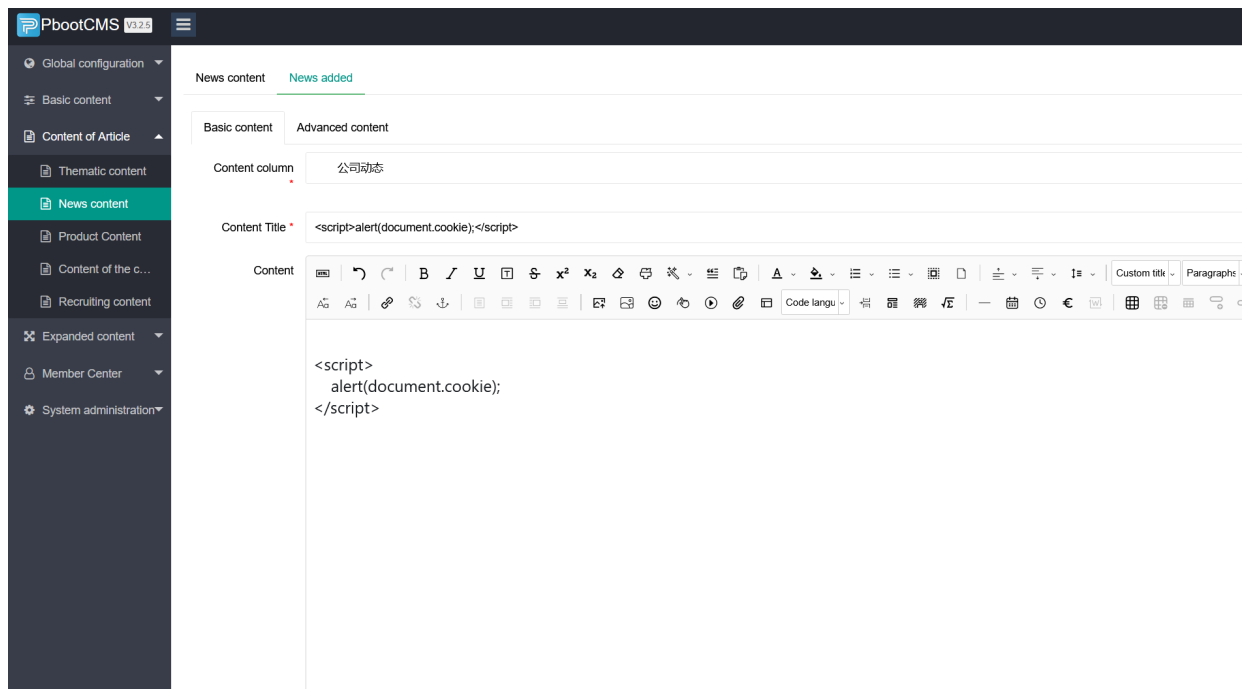 PbootCMS V3.2.5
Global configuration
Basic content
Content of Article
Thematic content
News content
Product Content
Content of the c...
Recruiting content
Expanded content
Member Center
System administration
News content News added
Basic content Advanced content
Content column 公司动态
*
Content Title * <script>alert(document.cookie);</script>
Content
HTML B I U T S x² x₂ A Custom title Paragraphs
Code langu
<script>
alert(document.cookie);
</script>